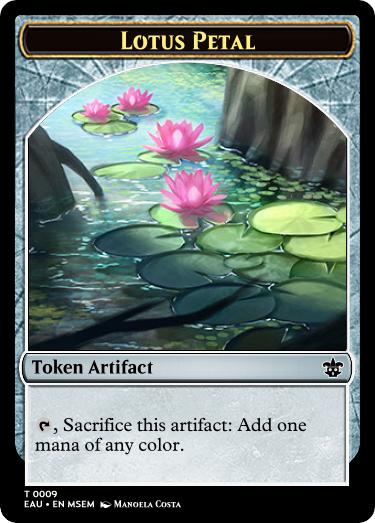 Lotus Petal
Token Artifact
, Sacrifice this artifact: Add one
mana of any color.
T 0009
EAU • EN MSEM Manoela Costa